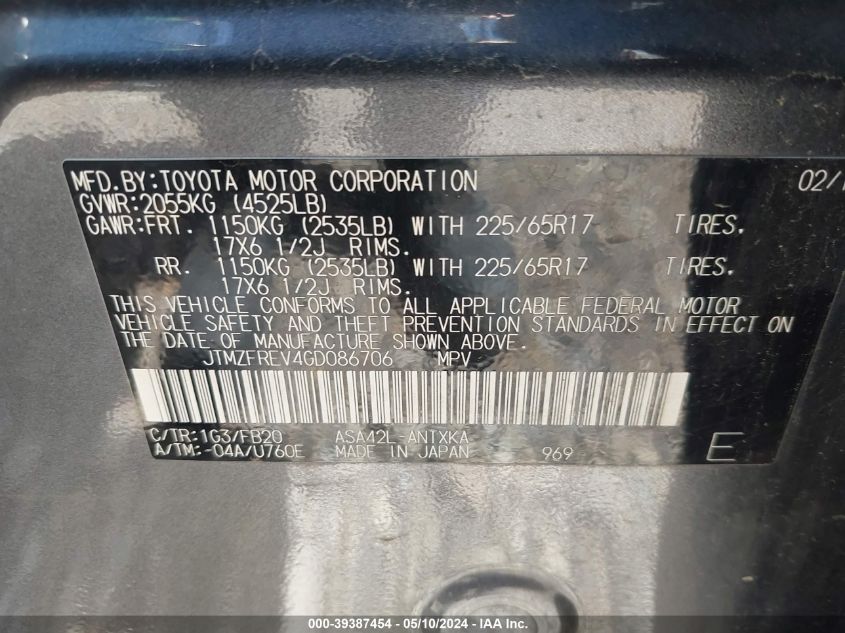 MFD.BY:TOYOTA MOTOR CORPORATION 02/1
GVWR:2055KG (4525LB)
GAWR:FRT. 1150KG (2535LB) WITH 225/65R17 TIRES.
17X6 1/2J RIMS.
RR. 1150KG (2535LB) WITH 225/65R17 TIRES.
17X6 1/2J RIMS.
THIS VEHICLE CONFORMS TO ALL APPLICABLE FEDERAL MOTOR
VEHICLE SAFETY AND THEFT PREVENTION STANDARDS IN EFFECT ON
THE DATE OF MANUFACTURE SHOWN ABOVE.
JTMZFREV4GD086706 MPV
C/TR:1G3/FB20 ASA42L-ANTXKA
A/TM:-04A/U760E MADE IN JAPAN 969 E
000-39387454 - 05/10/2024 - IAA Inc.